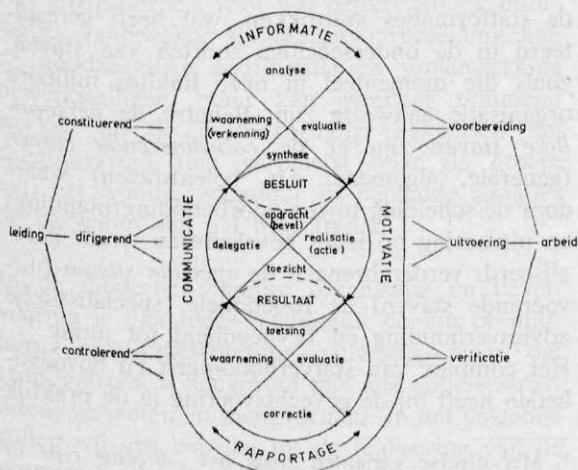 INFORMATIE
analyse
waarneming
(verkenning)
evaluatie
constituerend
voorbereiding
synthese
BESLUIT
opdracht
(bevel)
COMMUNICATIE
MOTIVATIE
leiding
dirigerend
delegatie
realisatie
(actie)
uitvoering
arbeid
toezicht
RESULTAAT
toetsing
controlerend
waarneming
evaluatie
verificatie
correctie
RAPPORTAGE